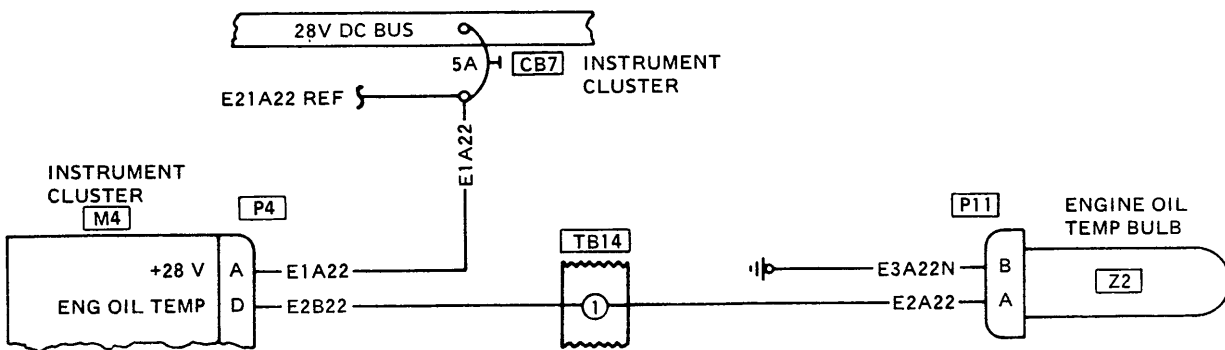 28V DC BUS
5A
CB7
INSTRUMENT
CLUSTER
E21A22 REF
E1A22
INSTRUMENT
CLUSTER
M4
P4
+28 V
A
E1A22
ENG OIL TEMP
D
E2B22
TB14
1
P11
ENGINE OIL
TEMP BULB
E3A22N
B
Z2
E2A22
A